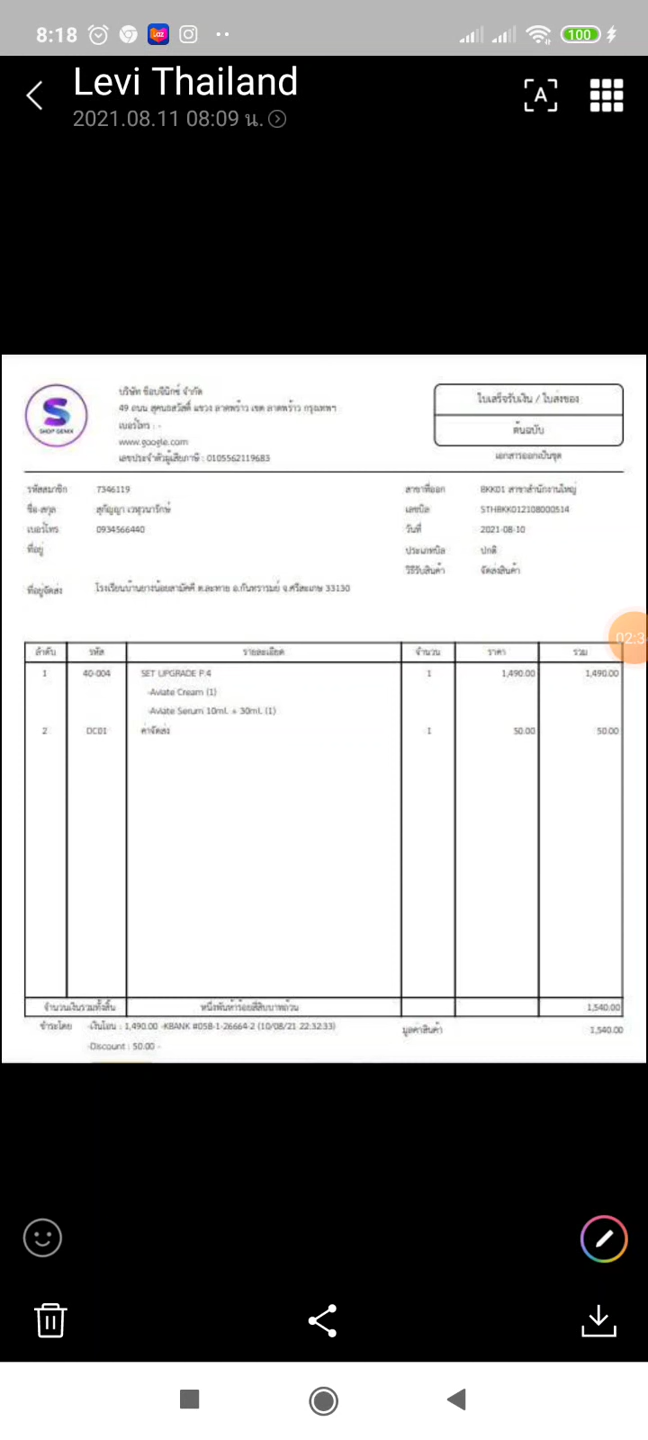 8:18
100
Levi Thailand
2021.08.11 08:09 น.
A
S
SHOP GENIX
บริษัท ช็อปจีนิกซ์ จำกัด
49 ถนน สุคนธสวัสดิ์ แขวง ลาดพร้าว เขต ลาดพร้าว กรุงเทพฯ
เบอร์โทร : -
www.google.com
เลขประจำตัวผู้เสียภาษี : 0105562119683
ใบเสร็จรับเงิน / ใบส่งของ
ต้นฉบับ
เอกสารออกเป็นชุด
รหัสสมาชิก 7346119
ชื่อ-สกุล สุกัญญา
เบอร์โทร 0934566440
ที่อยู่
ที่อยู่จัดส่ง โรงเรียนบ้านยางน้อยสามัคคี ต.ละทาย อ.กันทรารมย์ จ.ศรีสะเกษ 33130
สาขาที่ออก BKK01 สาขาสำนักงานใหญ่
เลขบิล STHBKK012108000514
วันที่ 2021-08-10
ประเภทบิล ปกติ
วิธีรับสินค้า จัดส่งสินค้า
02:3
ลำดับ รหัส รายละเอียด จำนวน ราคา รวม
1 40-004 SET UPGRADE P.4 1 1,490.00 1,490.00
-Aviate Cream (1)
-Aviate Serum 10ml. + 30ml. (1)
2 DC01 ค่าจัดส่ง 1 50.00 50.00
จำนวนเงินรวมทั้งสิ้น หนึ่งพันห้าร้อยสี่สิบบาทถ้วน 1,540.00
ชำระโดย -เงินโอน : 1,490.00 -KBANK #058-1-26664-2 (10/08/21 22:32:33) มูลค่าสินค้า 1,540.00
-Discount : 50.00 -